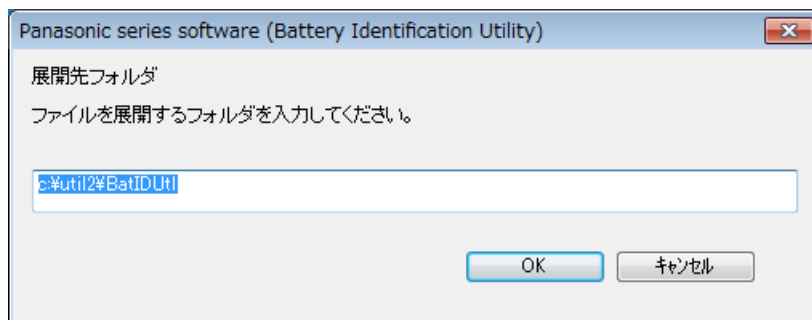 Panasonic series software (Battery Identification Utility)
展開先フォルダ
ファイルを展開するフォルダを入力してください。
c:¥util2¥BatIDUtl
OK
キャンセル